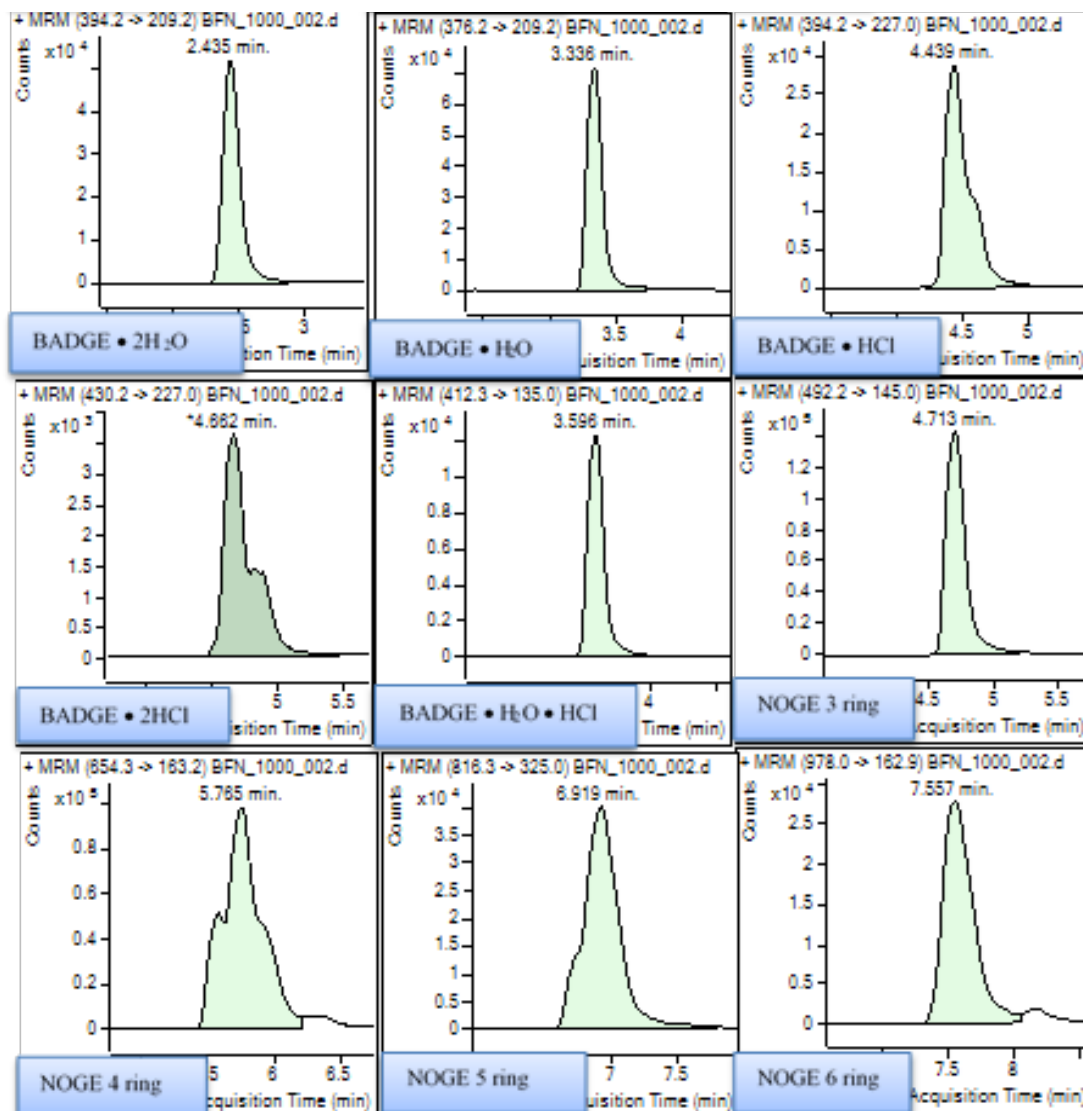 + MRM (394.2 -> 209.2) BFN_1000_002.d
x10 4
2.435 min.
Counts
4
3
2
1
0
3
BADGE • 2H2O
sition Time (min)
+ MRM (376.2 -> 209.2) BFN_1000_002.d
x10 4
3.336 min.
Counts
7
6
5
4
3
2
1
0
3.5 4
BADGE • H2O
quisition Time (min)
+ MRM (394.2 -> 227.0) BFN_1000_002.d
x10 4
4.439 min.
Counts
2.5
2
1.5
1
0.5
0
4.5 5
BADGE • HCl
uisition Time (min)
+ MRM (430.2 -> 227.0) BFN_1000_002.d
x10 3
*4.662 min.
Counts
3
2.5
2
1.5
1
0.5
0
5 5.5
BADGE • 2HCl
uisition Time (min)
+ MRM (412.3 -> 135.0) BFN_1000_002.d
x10 4
3.596 min.
Counts
1
0.8
0.6
0.4
0.2
0
4
BADGE • H2O • HCl
Time (min)
+ MRM (492.2 -> 145.0) BFN_1000_002.d
x10 5
4.713 min.
Counts
1.2
1
0.8
0.6
0.4
0.2
0
4.5 5 5.5
NOGE 3 ring
Acquisition Time (min)
+ MRM (654.3 -> 163.2) BFN_1000_002.d
x10 5
5.765 min.
Counts
0.8
0.6
0.4
0.2
0
5 6 6.5
NOGE 4 ring
cquisition Time (min)
+ MRM (816.3 -> 325.0) BFN_1000_002.d
x10 4
6.919 min.
Counts
3.5
3
2.5
2
1.5
1
0.5
0
7 7.5
NOGE 5 ring
uisition Time (min)
+ MRM (978.0 -> 162.9) BFN_1000_002.d
x10 4
7.557 min.
Counts
2.5
2
1.5
1
0.5
0
7.5 8
NOGE 6 ring
Acquisition Time (min)